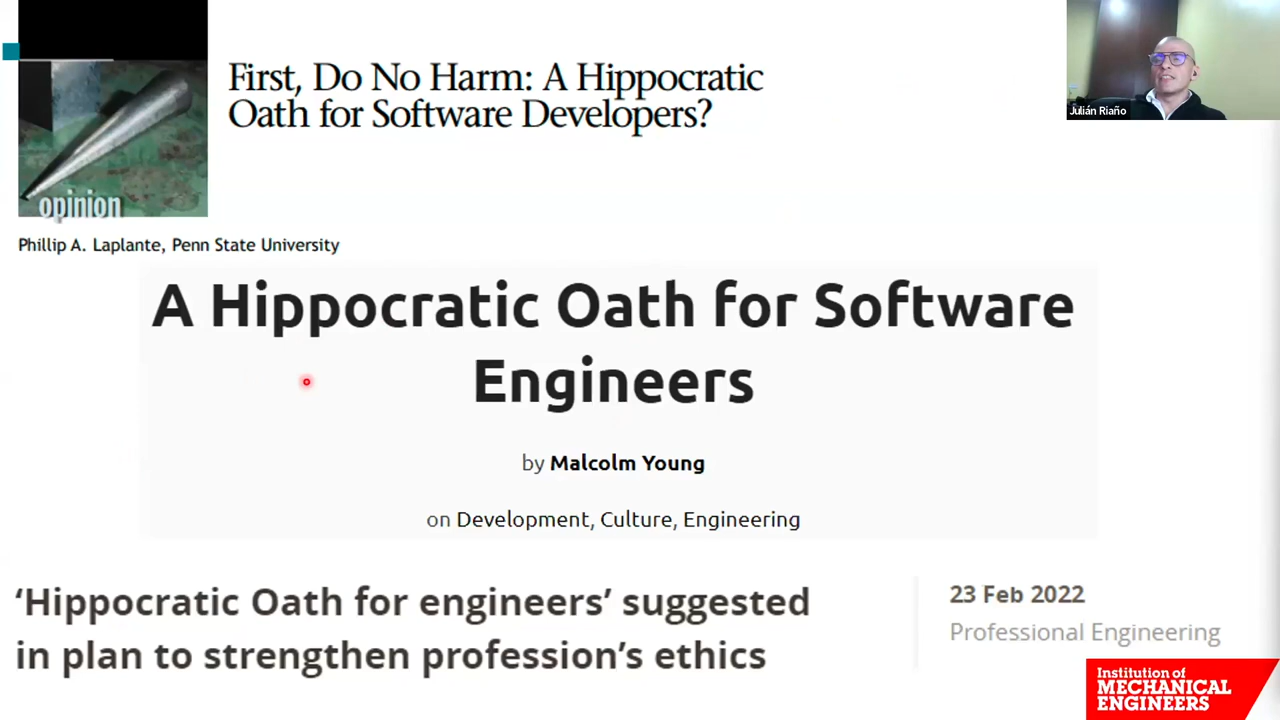 First, Do No Harm: A Hippocratic
Oath for Software Developers?
Julián Riaño
opinion
Phillip A. Laplante, Penn State University
A Hippocratic Oath for Software
Engineers
by Malcolm Young
on Development, Culture, Engineering
‘Hippocratic Oath for engineers’ suggested
in plan to strengthen profession’s ethics
23 Feb 2022
Professional Engineering
Institution of
MECHANICAL
ENGINEERS